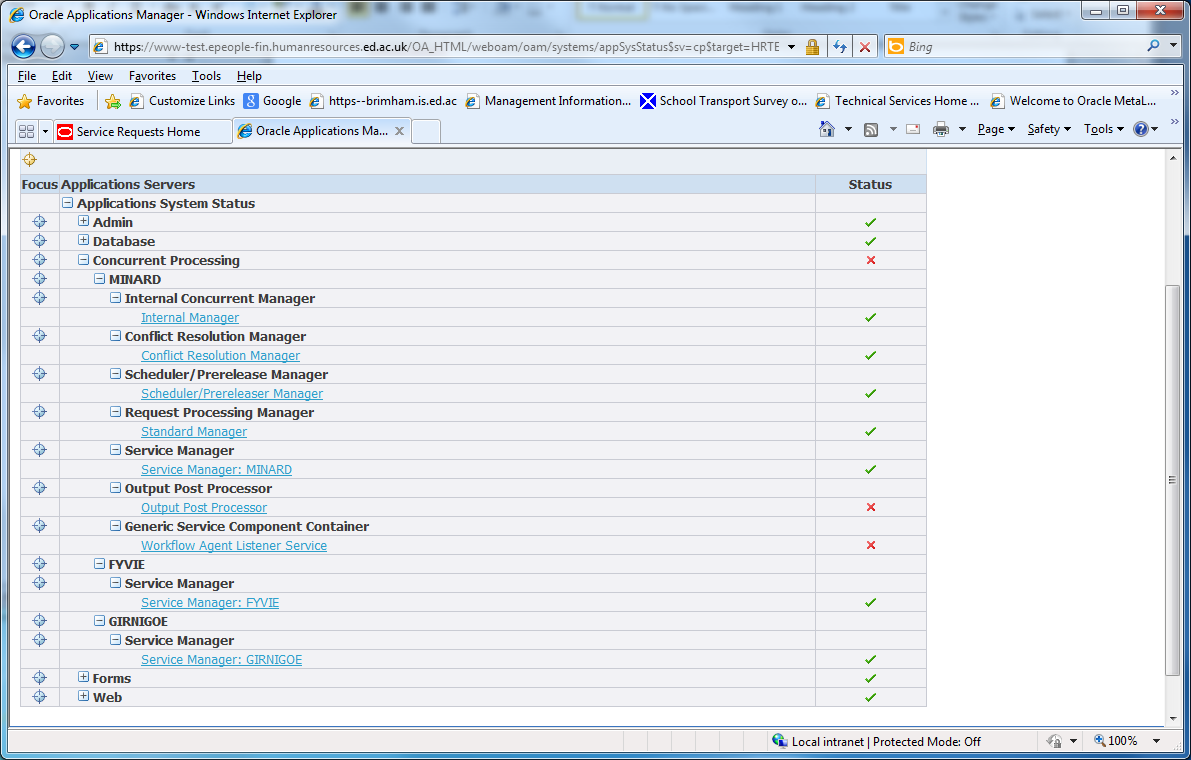 Oracle Applications Manager - Windows Internet Explorer
https://www-test.epeople-fin.humanresources.ed.ac.uk/OA_HTML/weboam/oam/systems/appSysStatus$sv=cp$target=HRTE
Bing
File Edit View Favorites Tools Help
Favorites Customize Links Google https--brimham.is.ed.ac Management Information... School Transport Survey o... Technical Services Home ... Welcome to Oracle MetaL...
Service Requests Home Oracle Applications Ma... Page Safety Tools
Focus Applications Servers Status
Applications System Status
Admin
Database
Concurrent Processing
MINARD
Internal Concurrent Manager
Internal Manager
Conflict Resolution Manager
Conflict Resolution Manager
Scheduler/Prerelease Manager
Scheduler/Prereleaser Manager
Request Processing Manager
Standard Manager
Service Manager
Service Manager: MINARD
Output Post Processor
Output Post Processor
Generic Service Component Container
Workflow Agent Listener Service
FYVIE
Service Manager
Service Manager: FYVIE
GIRNIGOE
Service Manager
Service Manager: GIRNIGOE
Forms
Web
Local intranet | Protected Mode: Off 100%